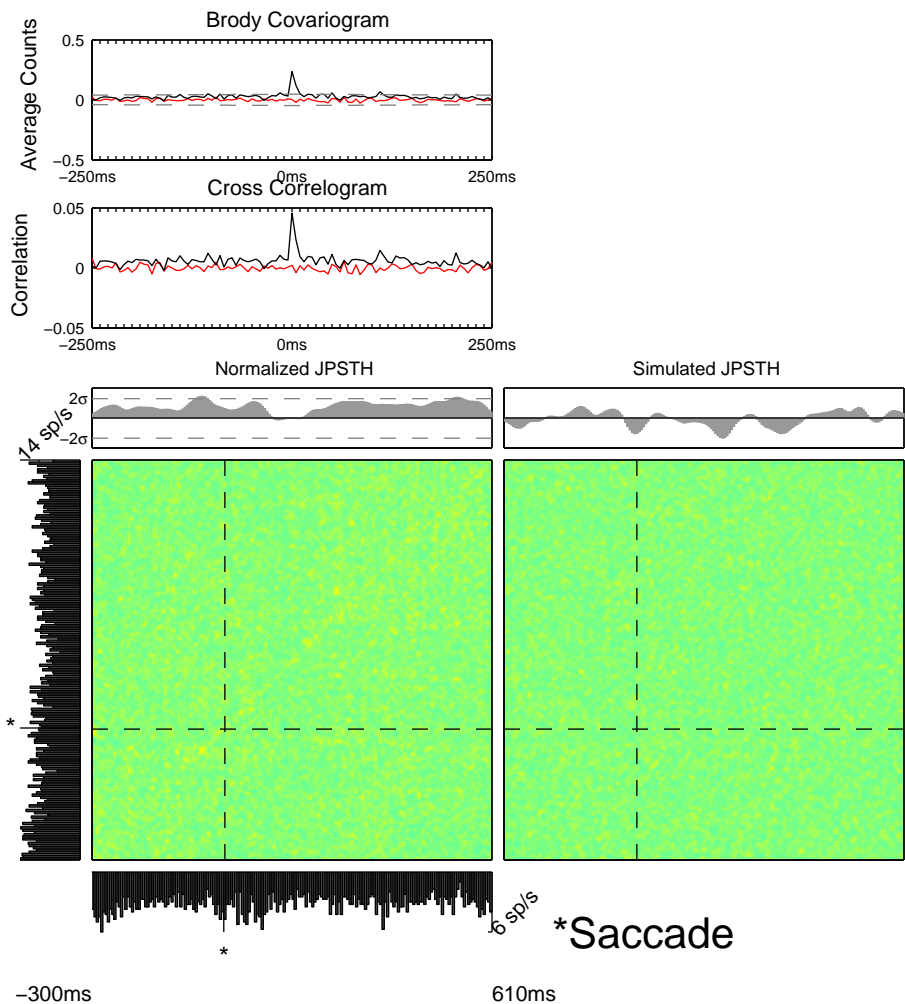 Brody Covariogram
Average Counts
0.5
0
−0.5
−250ms
0ms
250ms
Cross Correlogram
Correlation
0.05
0
−0.05
−250ms
0ms
250ms
Normalized JPSTH
Simulated JPSTH
2σ
−2σ
14 sp/s
*
6 sp/s
*
*Saccade
−300ms
610ms